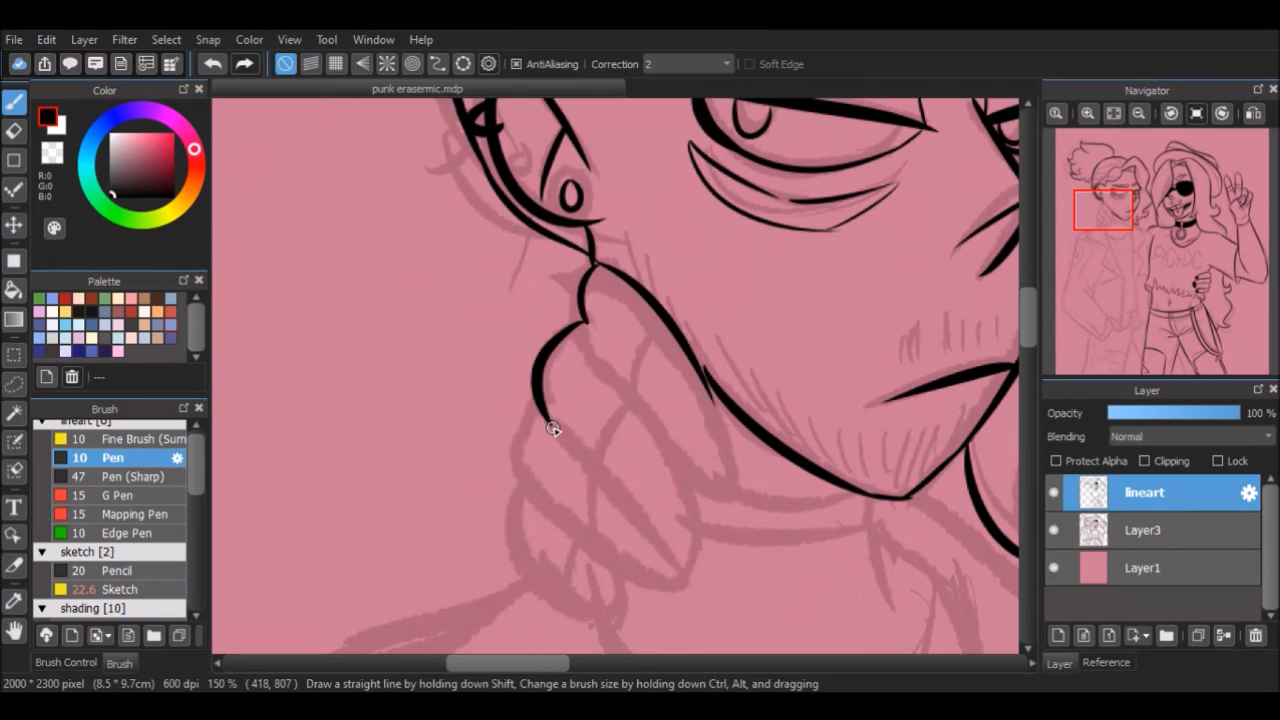 File Edit Layer Filter Select Snap Color View Tool Window Help
AntiAliasing Correction 2 Soft Edge
Color
punk erasermic.mdp
Navigator
R:0
G:0
B:0
Palette
---
Brush
10 Fine Brush (Sum
10 Pen
47 Pen (Sharp)
15 G Pen
15 Mapping Pen
10 Edge Pen
sketch [2]
20 Pencil
22.6 Sketch
shading [10]
Brush Control Brush
AC DC
Layer
Opacity 100 %
Blending Normal
Protect Alpha Clipping Lock
lineart
Layer3
Layer1
Layer Reference
2000 * 2300 pixel (8.5 * 9.7cm) 600 dpi 150 % ( 418, 807 ) Draw a straight line by holding down Shift, Change a brush size by holding down Ctrl, Alt, and dragging